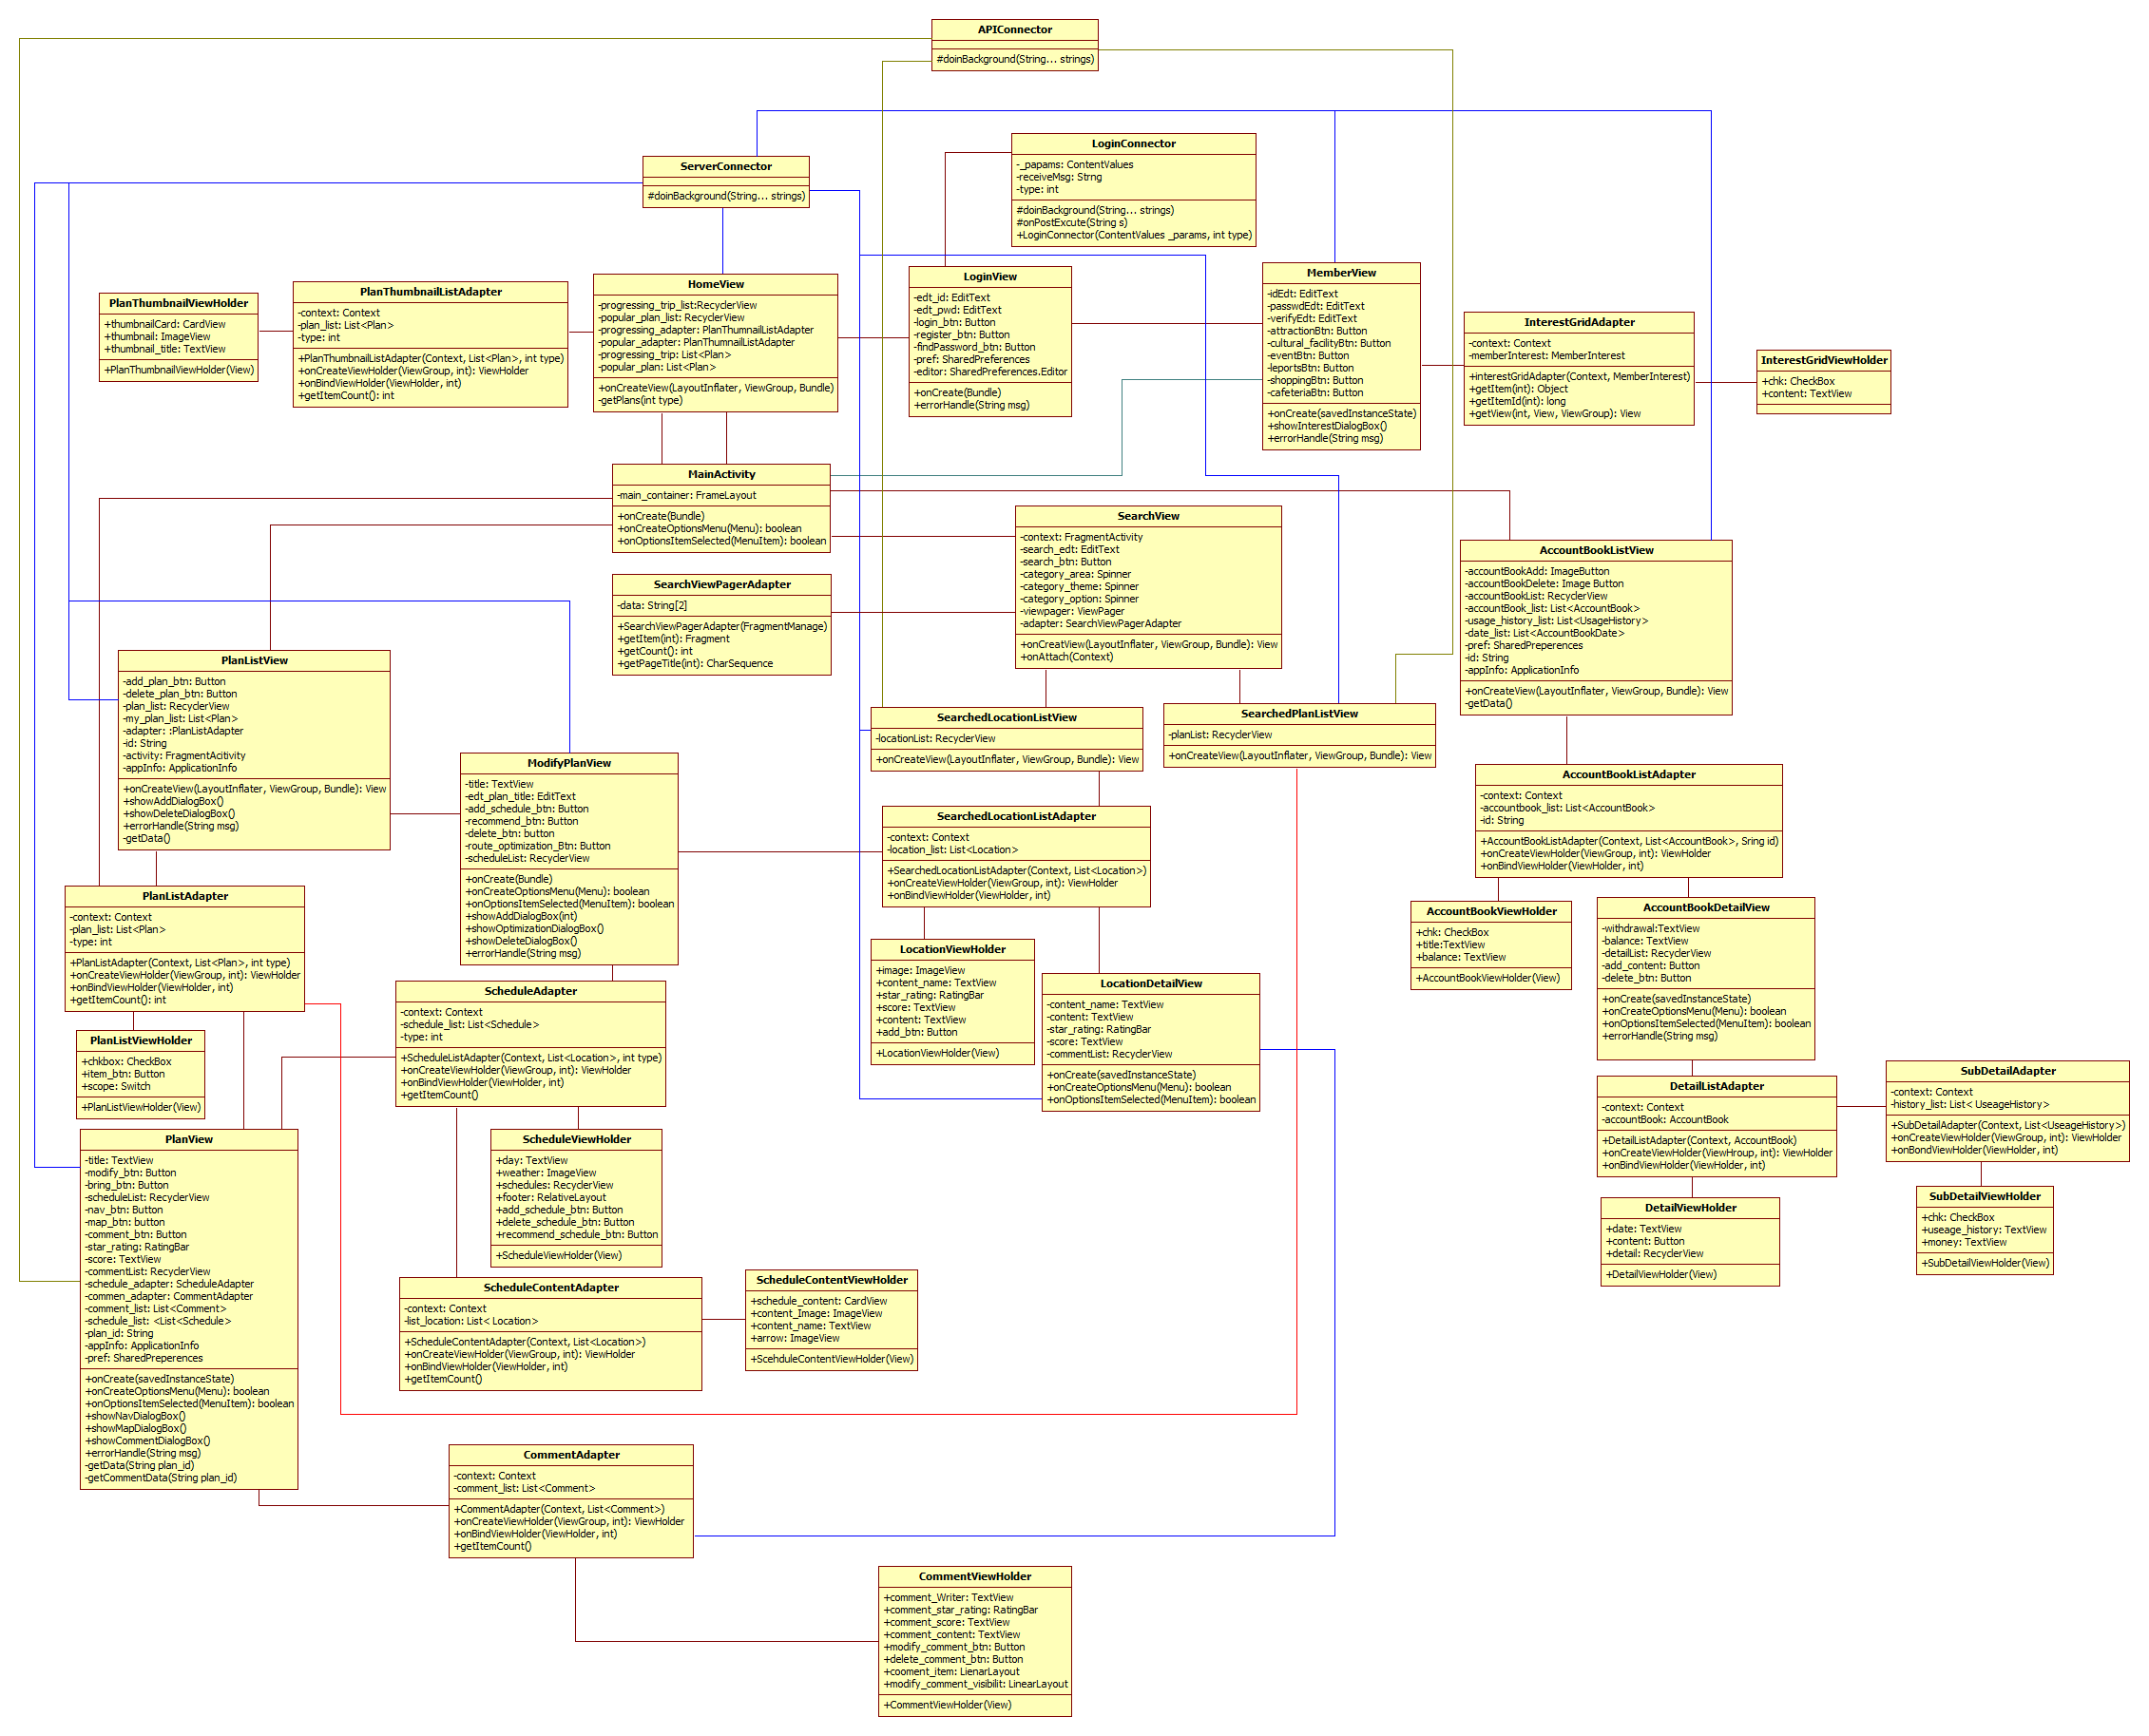 APIConnector
#doinBackground(String... strings)
ServerConnector
#doinBackground(String... strings)
LoginConnector
-_papams: ContentValues
-receiveMsg: Strng
-type: int
#doinBackground(String... strings)
#onPostExcute(String s)
+LoginConnector(ContentValues _params, int type)
PlanThumbnailViewHolder
+thumbnailCard: CardView
+thumbnail: ImageView
+thumbnail_title: TextView
+PlanThumbnailViewHolder(View)
PlanThumbnailListAdapter
-context: Context
-plan_list: List<Plan>
-type: int
+PlanThumbnailListAdapter(Context, List<Plan>, int type)
+onCreateViewHolder(ViewGroup, int): ViewHolder
+onBindViewHolder(ViewHolder, int)
+getItemCount(): int
HomeView
-progressing_trip_list:RecyclerView
-popular_plan_list: RecyclerView
-progressing_adapter: PlanThumnailListAdapter
-popular_adapter: PlanThumnailListAdapter
-progressing_trip: List<Plan>
-popular_plan: List<Plan>
+onCreateView(LayoutInflater, ViewGroup, Bundle)
-getPlans(int type)
LoginView
-edt_id: EditText
-edt_pwd: EditText
-login_btn: Button
-register_btn: Button
-findPassword_btn: Button
-pref: SharedPreferences
-editor: SharedPreferences.Editor
+onCreate(Bundle)
+errorHandle(String msg)
MemberView
-idEdt: EditText
-passwdEdt: EditText
-verifyEdt: EditText
-attractionBtn: Button
-cultural_facilityBtn: Button
-eventBtn: Button
-leportsBtn: Button
-shoppingBtn: Button
-cafeteriaBtn: Button
+onCreate(savedInstanceState)
+showInterestDialogBox()
+errorHandle(String msg)
InterestGridAdapter
-context: Context
-memberInterest: MemberInterest
+interestGridAdapter(Context, MemberInterest)
+getItem(int): Object
+getItemId(int): long
+getView(int, View, ViewGroup): View
InterestGridViewHolder
+chk: CheckBox
+content: TextView
MainActivity
-main_container: FrameLayout
+onCreate(Bundle)
+onCreateOptionsMenu(Menu): boolean
+onOptionsItemSelected(MenuItem): boolean
SearchViewPagerAdapter
-data: String[2]
+SearchViewPagerAdapter(FragmentManage)
+getItem(int): Fragment
+getCount(): int
+getPageTitle(int): CharSequence
SearchView
-context: FragmentActivity
-search_edt: EditText
-search_btn: Button
-category_area: Spinner
-category_theme: Spinner
-category_option: Spinner
-viewpager: ViewPager
-adapter: SearchViewPagerAdapter
+onCreatView(LayoutInflater, ViewGroup, Bundle): View
+onAttach(Context)
AccountBookListView
-accountBookAdd: ImageButton
-accountBookDelete: Image Button
-accountBookList: RecyclerView
-accountBook_list: List<AccountBook>
-usage_history_list: List<UsageHistory>
-date_list: List<AccountBookDate>
-pref: SharedPreperences
-id: String
-appInfo: ApplicationInfo
+onCreateView(LayoutInflater, ViewGroup, Bundle): View
-getData()
PlanListView
-add_plan_btn: Button
-delete_plan_btn: Button
-plan_list: RecyclerView
-my_plan_list: List<Plan>
-adapter: :PlanListAdapter
-id: String
-activity: FragmentAcitivity
-appInfo: ApplicationInfo
+onCreateView(LayoutInflater, ViewGroup, Bundle): View
+showAddDialogBox()
+showDeleteDialogBox()
+errorHandle(String msg)
-getData()
SearchedLocationListView
-locationList: RecyclerView
+onCreateView(LayoutInflater, ViewGroup, Bundle): View
SearchedPlanListView
-planList: RecyclerView
+onCreateView(LayoutInflater, ViewGroup, Bundle): View
ModifyPlanView
-title: TextView
-edt_plan_title: EditText
-add_schedule_btn: Button
-recommend_btn: Button
-delete_btn: button
-route_optimization_Btn: Button
-scheduleList: RecyclerView
+onCreate(Bundle)
+onCreateOptionsMenu(Menu): boolean
+onOptionsItemSelected(MenuItem): boolean
+showAddDialogBox(int)
+showOptimizationDialogBox()
+showDeleteDialogBox()
+errorHandle(String msg)
AccountBookListAdapter
-context: Context
-accountbook_list: List<AccountBook>
-id: String
+AccountBookListAdapter(Context, List<AccountBook>, Sring id)
+onCreateViewHolder(ViewGroup, int): ViewHolder
+onBindViewHolder(ViewHolder, int)
SearchedLocationListAdapter
-context: Context
-location_list: List<Location>
+SearchedLocationListAdapter(Context, List<Location>)
+onCreateViewHolder(ViewGroup, int): ViewHolder
+onBindViewHolder(ViewHolder, int)
PlanListAdapter
-context: Context
-plan_list: List<Plan>
-type: int
+PlanListAdapter(Context, List<Plan>, int type)
+onCreateViewHolder(ViewGroup, int): ViewHolder
+onBindViewHolder(ViewHolder, int)
+getItemCount(): int
AccountBookViewHolder
+chk: CheckBox
+title:TextView
+balance: TextView
+AccountBookViewHolder(View)
AccountBookDetailView
-withdrawal:TextView
-balance: TextView
-detailList: RecyclerView
-add_content: Button
-delete_btn: Button
+onCreate(savedInstanceState)
+onCreateOptionsMenu(Menu): boolean
+onOptionsItemSelected(MenuItem): boolean
+errorHandle(String msg)
LocationViewHolder
+image: ImageView
+content_name: TextView
+star_rating: RatingBar
+score: TextView
+content: TextView
+add_btn: Button
+LocationViewHolder(View)
LocationDetailView
-content_name: TextView
-content: TextView
-star_rating: RatingBar
-score: TextView
-commentList: RecyclerView
+onCreate(savedInstanceState)
+onCreateOptionsMenu(Menu): boolean
+onOptionsItemSelected(MenuItem): boolean
ScheduleAdapter
-context: Context
-schedule_list: List<Schedule>
-type: int
+ScheduleListAdapter(Context, List<Location>, int type)
+onCreateViewHolder(ViewGroup, int): ViewHolder
+onBindViewHolder(ViewHolder, int)
+getItemCount()
PlanListViewHolder
+chkbox: CheckBox
+item_btn: Button
+scope: Switch
+PlanListViewHolder(View)
DetailListAdapter
-context: Context
-accountBook: AccountBook
+DetailListAdapter(Context, AccountBook)
+onCreateViewHolder(ViewHroup, int): ViewHolder
+onBindViewHolder(ViewHolder, int)
SubDetailAdapter
-context: Context
-history_list: List< UseageHistory>
+SubDetailAdapter(Context, List<UseageHistory>)
+onCreateViewHolder(ViewGroup, int): ViewHolder
+onBondViewHolder(ViewHolder, int)
PlanView
-title: TextView
-modify_btn: Button
-bring_btn: Button
-scheduleList: RecyclerView
-nav_btn: Button
-map_btn: button
-comment_btn: Button
-star_rating: RatingBar
-score: TextView
-commentList: RecyclerView
-schedule_adapter: ScheduleAdapter
-commen_adapter: CommentAdapter
-comment_list: List<Comment>
-schedule_list: <List<Schedule>
-plan_id: String
-appInfo: ApplicationInfo
-pref: SharedPreperences
+onCreate(savedInstanceState)
+onCreateOptionsMenu(Menu): boolean
+onOptionsItemSelected(MenuItem): boolean
+showNavDialogBox()
+showMapDialogBox()
+showCommentDialogBox()
+errorHandle(String msg)
-getData(String plan_id)
-getCommentData(String plan_id)
ScheduleViewHolder
+day: TextView
+weather: ImageView
+schedules: RecyclerView
+footer: RelativeLayout
+add_schedule_btn: Button
+delete_schedule_btn: Button
+recommend_schedule_btn: Button
+ScheduleViewHolder(View)
DetailViewHolder
+date: TextView
+content: Button
+detail: RecyclerView
+DetailViewHolder(View)
SubDetailViewHolder
+chk: CheckBox
+useage_history: TextView
+money: TextView
+SubDetailViewHolder(View)
ScheduleContentAdapter
-context: Context
-list_location: List< Location>
+ScheduleContentAdapter(Context, List<Location>)
+onCreateViewHolder(ViewGroup, int): ViewHolder
+onBindViewHolder(ViewHolder, int)
+getItemCount()
ScheduleContentViewHolder
+schedule_content: CardView
+content_Image: ImageView
+content_name: TextView
+arrow: ImageView
+ScehduleContentViewHolder(View)
CommentAdapter
-context: Context
-comment_list: List<Comment>
+CommentAdapter(Context, List<Comment>)
+onCreateViewHolder(ViewGroup, int): ViewHolder
+onBindViewHolder(ViewHolder, int)
+getItemCount()
CommentViewHolder
+comment_Writer: TextView
+comment_star_rating: RatingBar
+comment_score: TextView
+comment_content: TextView
+modify_comment_btn: Button
+delete_comment_btn: Button
+cooment_item: LienarLayout
+modify_comment_visibilit: LinearLayout
+CommentViewHolder(View)